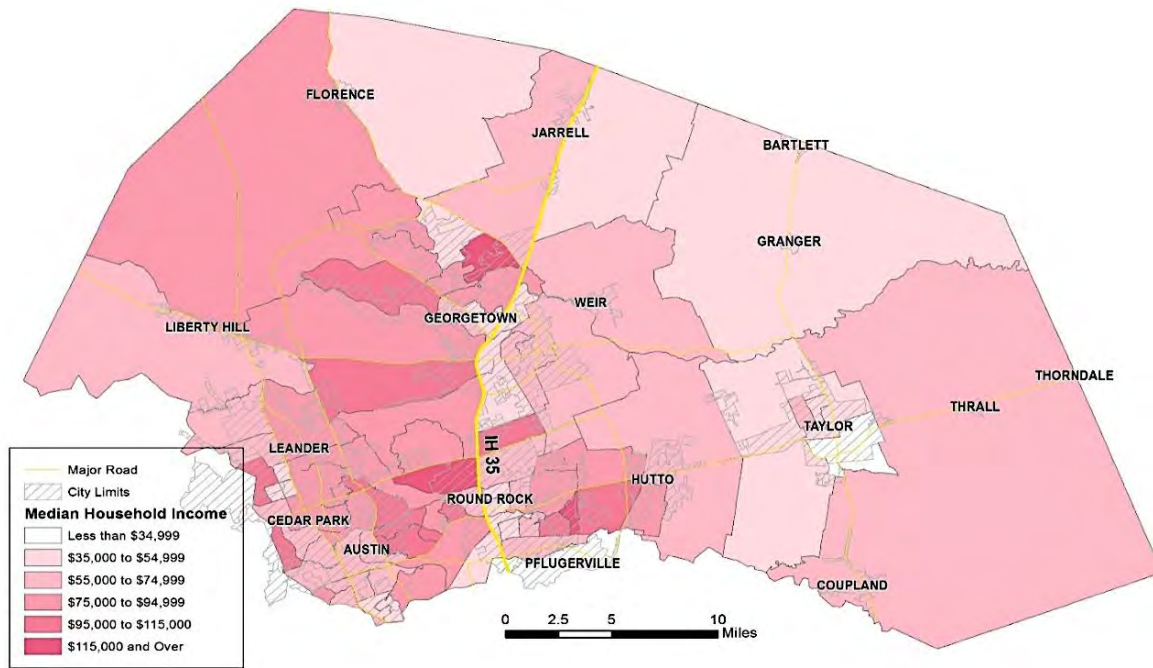 FLORENCE
JARRELL
BARTLETT
GRANGER
WEIR
GEORGETOWN
LIBERTY HILL
THORNDALE
THRALL
TAYLOR
LEANDER
IH 35
HUTTO
ROUND ROCK
CEDAR PARK
AUSTIN
PFLUGERVILLE
COUPLAND
Major Road
City Limits
Median Household Income
Less than $34,999
$35,000 to $54,999
$55,000 to $74,999
$75,000 to $94,999
$95,000 to $115,000
$115,000 and Over
0 2.5 5 10
Miles